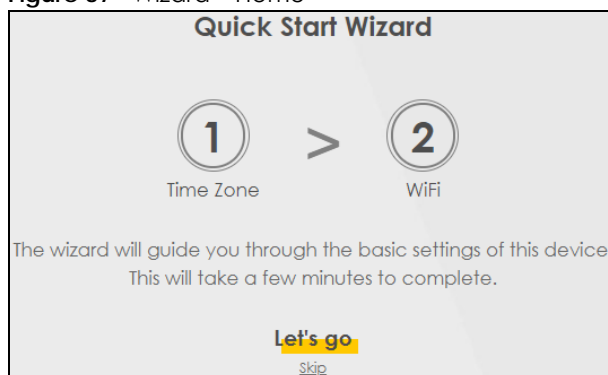 Quick Start Wizard
1 > 2
Time Zone WiFi
The wizard will guide you through the basic settings of this device
This will take a few minutes to complete.
Let's go
Skip